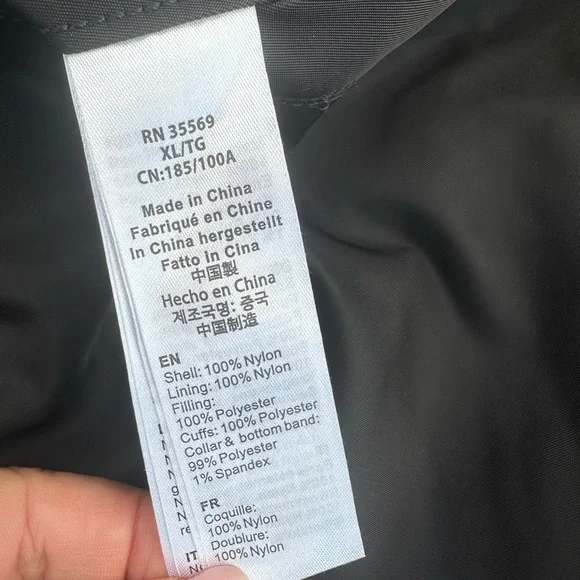 RN 35569
XL/TG
CN:185/100A
Made in China
Fabriqué en Chine
In China hergestellt
Fatto in Cina
中国製
Hecho en China
제조국명: 중국
中国制造
EN
Shell: 100% Nylon
Lining: 100% Nylon
Filling:
100% Polyester
Cuffs: 100% Polyester
Collar & bottom band:
99% Polyester
1% Spandex
FR
Coquille:
100% Nylon
Doublure:
100% Nylon
IT